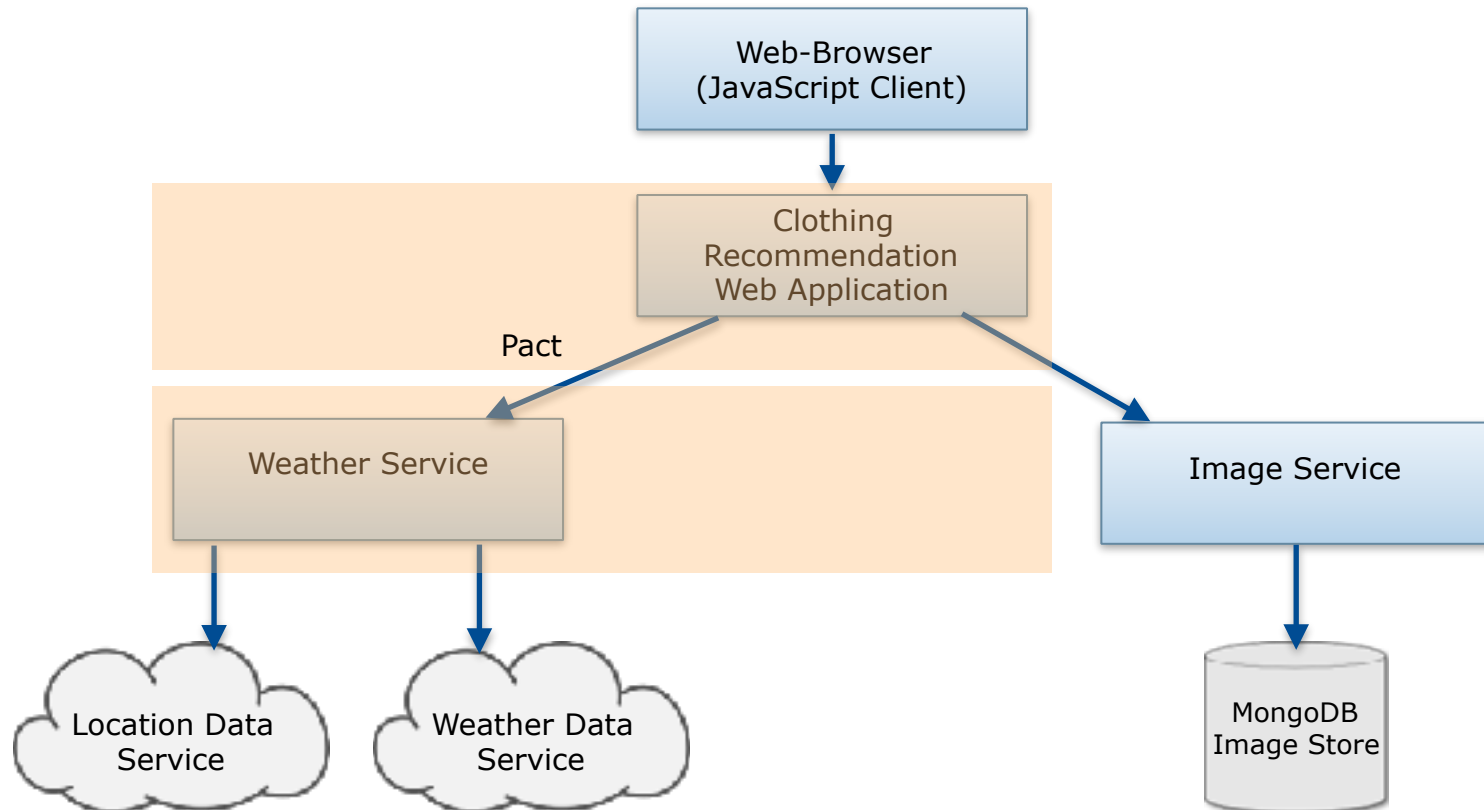 Web-Browser
(JavaScript Client)
Clothing
Recommendation
Web Application
Pact
Weather Service
Image Service
Location Data
Service
Weather Data
Service
MongoDB
Image Store